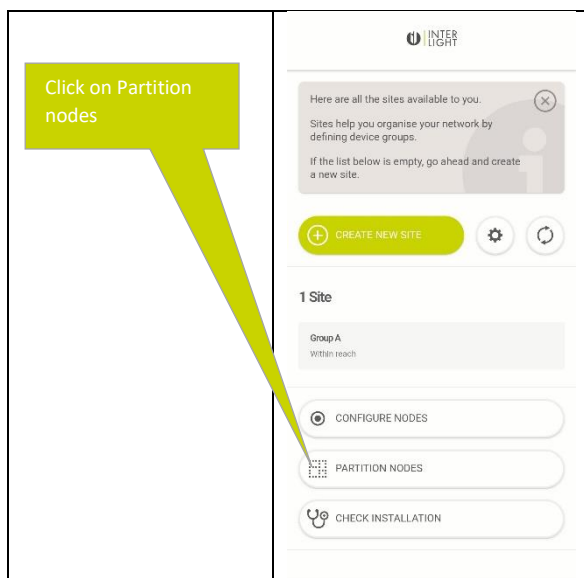 Click on Partition
nodes
INTER
LIGHT
Here are all the sites available to you.
Sites help you organise your network by
defining device groups.
If the list below is empty, go ahead and create
a new site.
CREATE NEW SITE
1 Site
Group A
Within reach
CONFIGURE NODES
PARTITION NODES
CHECK INSTALLATION